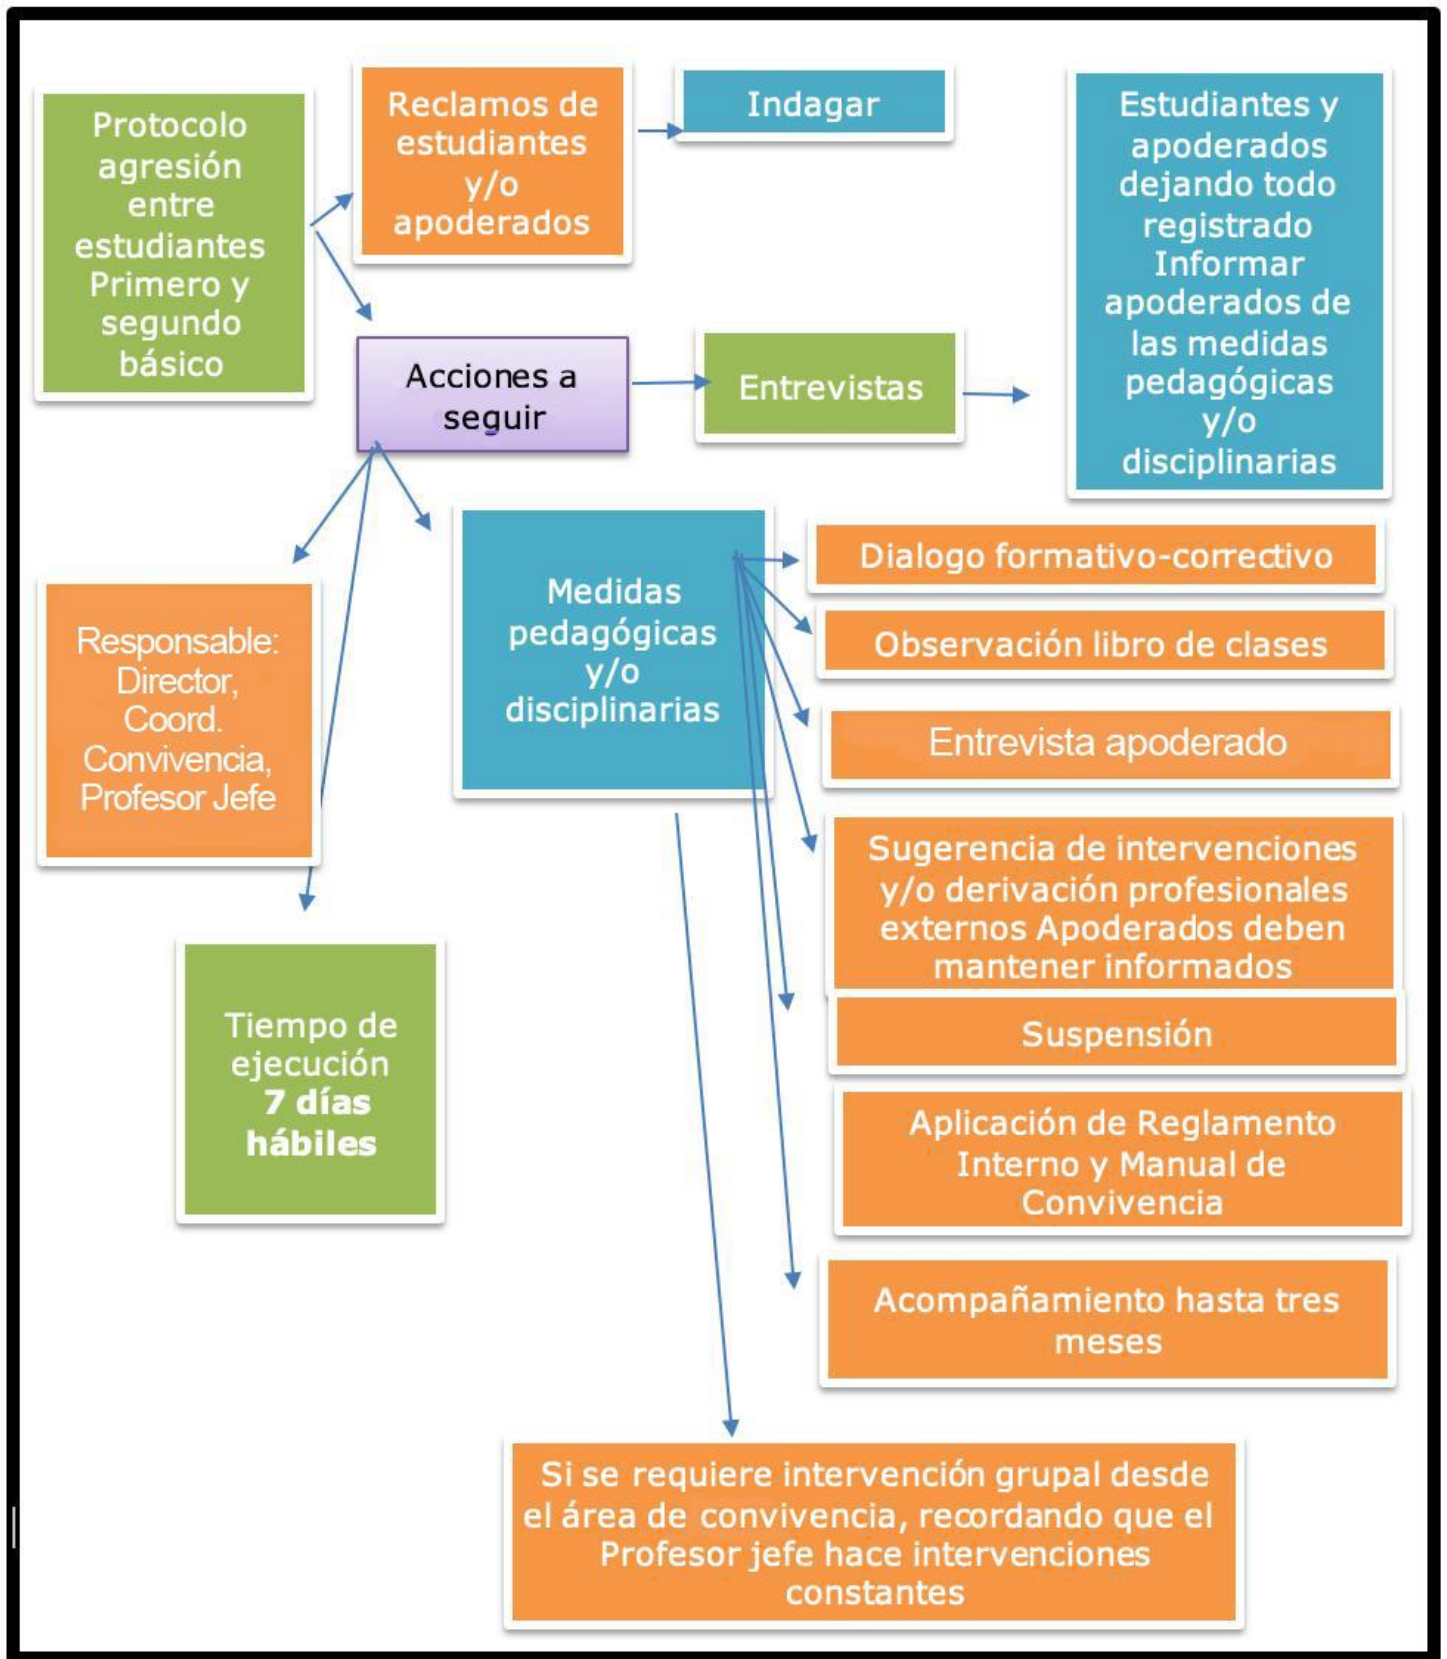 Protocolo
agresión
entre
estudiantes
Primero y
segundo
básico
Reclamos de
estudiantes
y/o
apoderados
Indagar
Estudiantes y
apoderados
dejando todo
registrado
Informar
apoderados de
las medidas
pedagógicas
y/o
disciplinarias
Acciones a
seguir
Entrevistas
Responsable:
Director,
Coord.
Convivencia,
Profesor Jefe
Medidas
pedagógicas
y/o
disciplinarias
Dialogo formativo-correctivo
Observación libro de clases
Entrevista apoderado
Sugerencia de intervenciones
y/o derivación profesionales
externos Apoderados deben
mantener informados
Suspensión
Aplicación de Reglamento
Interno y Manual de
Convivencia
Acompañamiento hasta tres
meses
Tiempo de
ejecución
7 días
hábiles
Si se requiere intervención grupal desde
el área de convivencia, recordando que el
Profesor jefe hace intervenciones
constantes